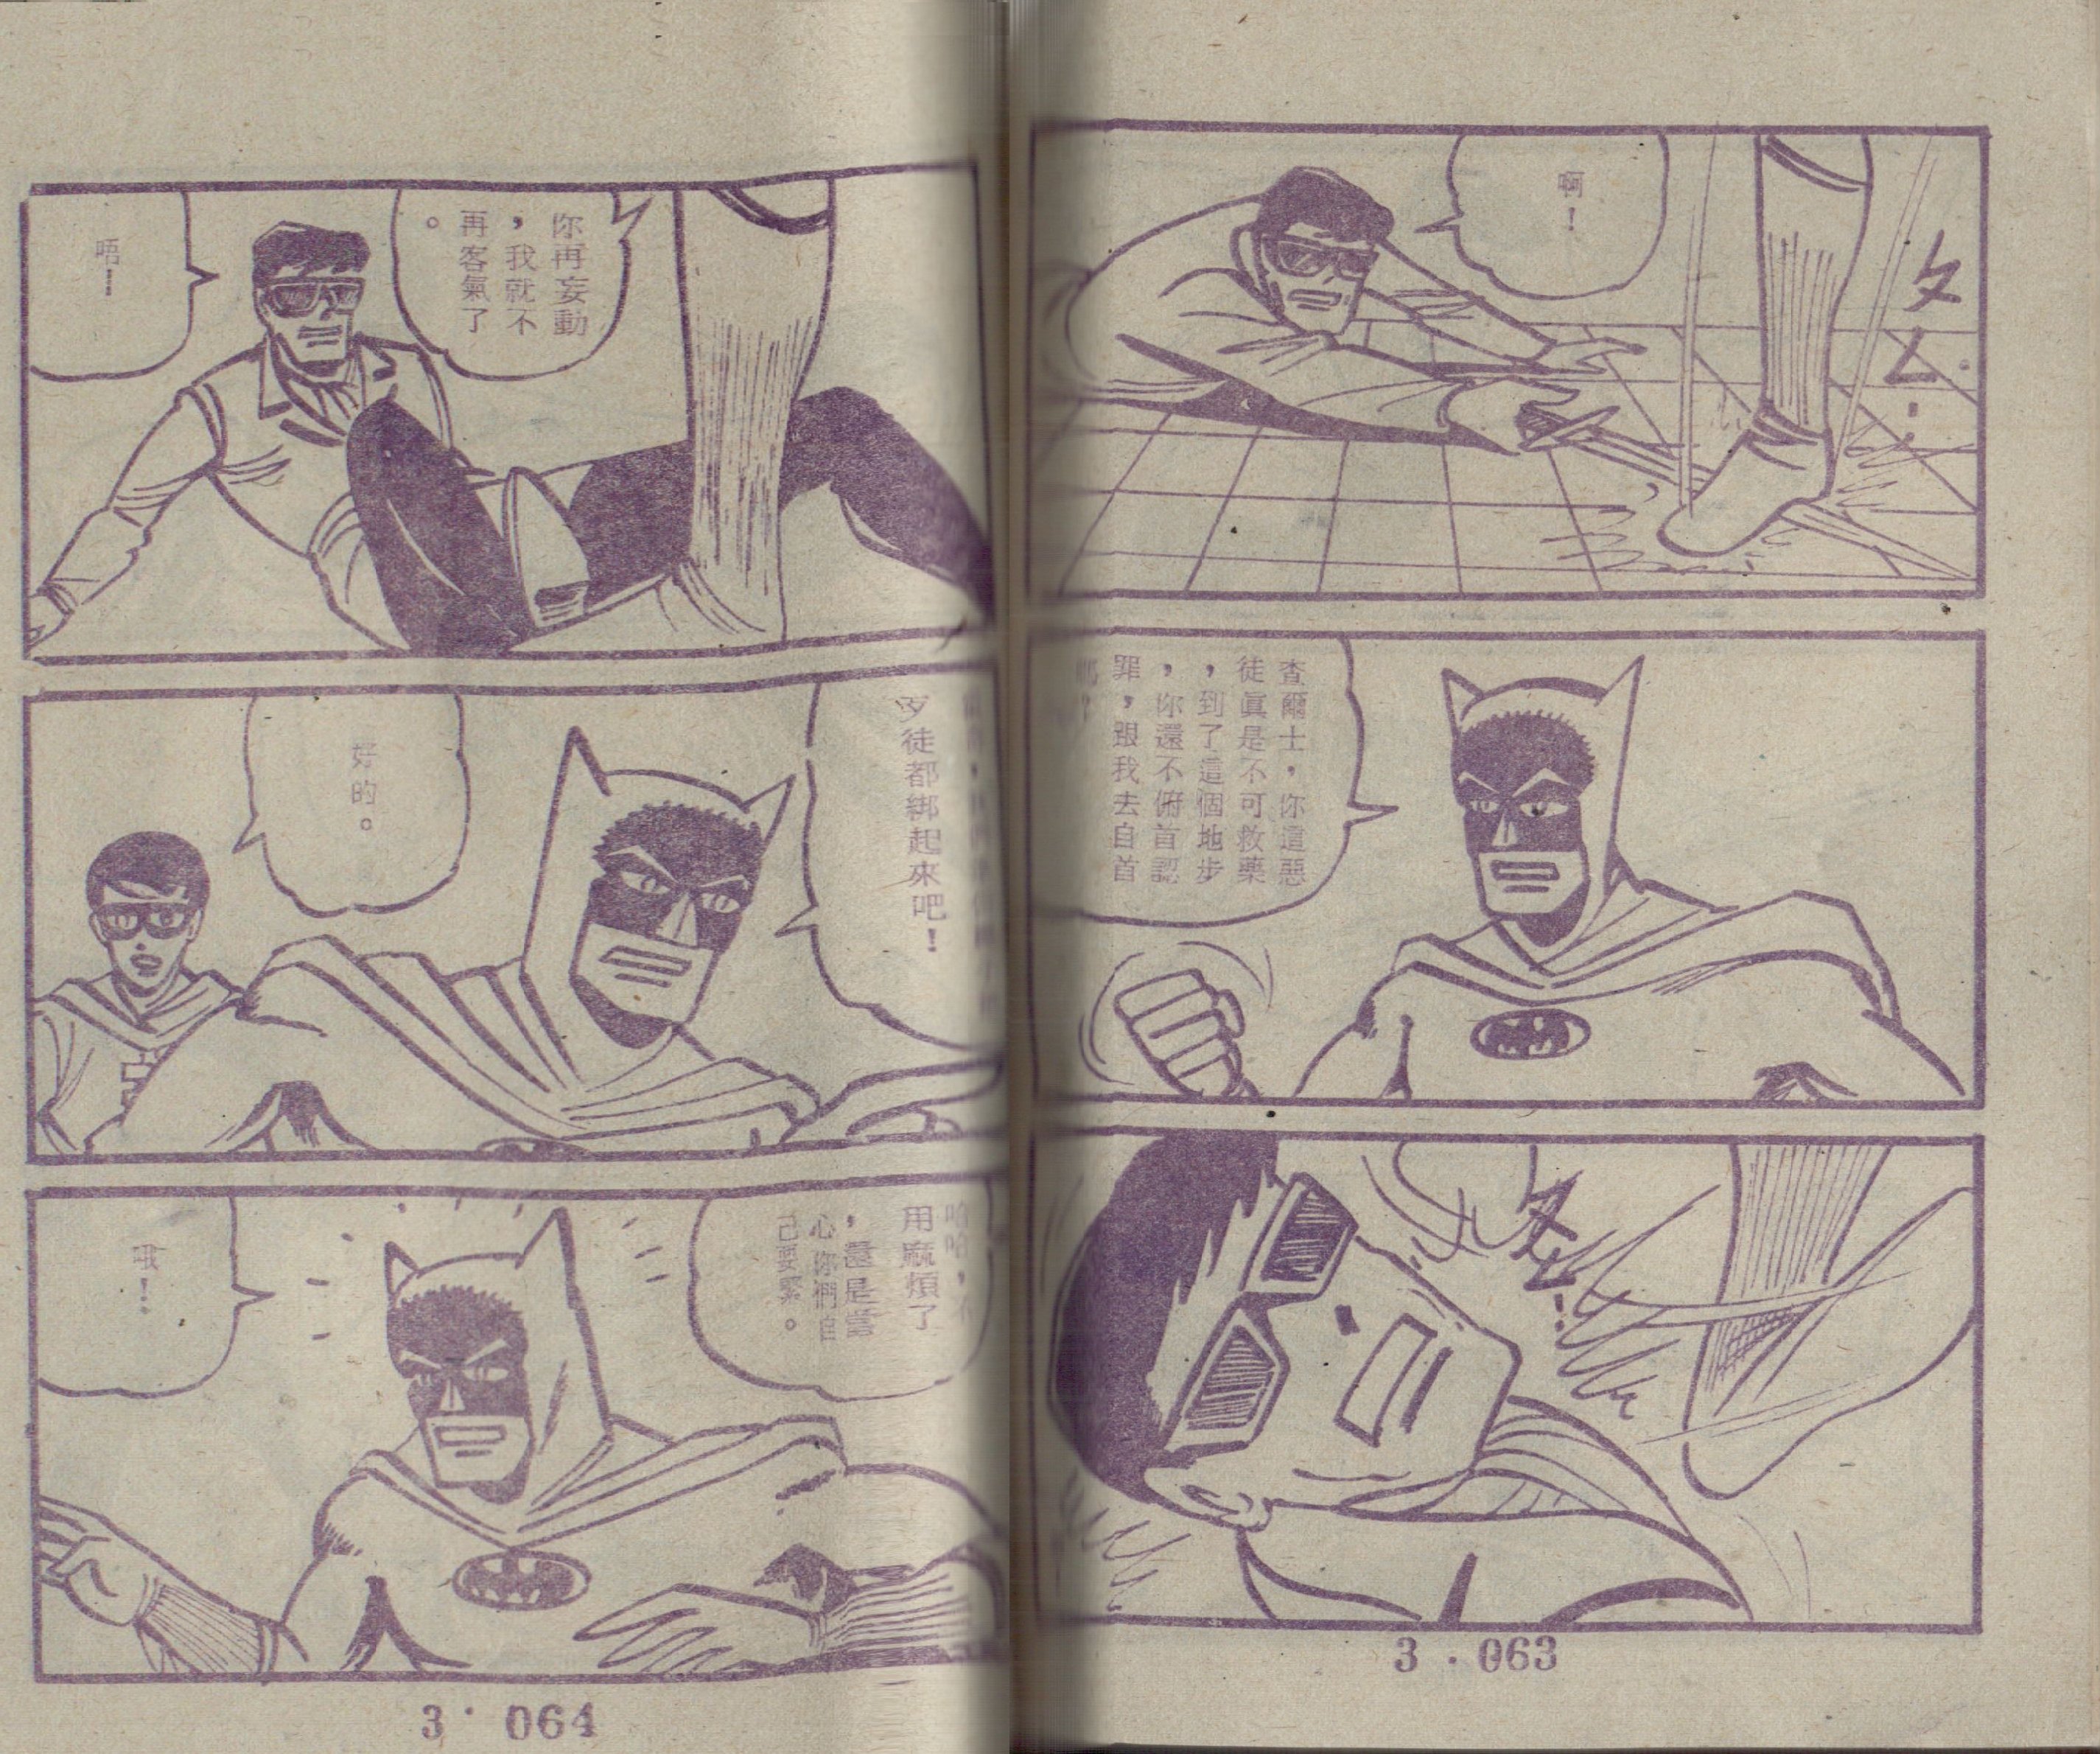 啊！
ㄆㄥ
查爾士，你這惡
徒真是不可救藥
，到了這個地步
，你還不俯首認
罪，跟我去自首
ㄆㄥ
3．063
你再妄動
，我就不
再客氣了
。
唔！
歹徒都綁起來吧！
好的。
哈哈，不
用麻煩了
，還是當
心你們自
己要緊。
哦！
3．064